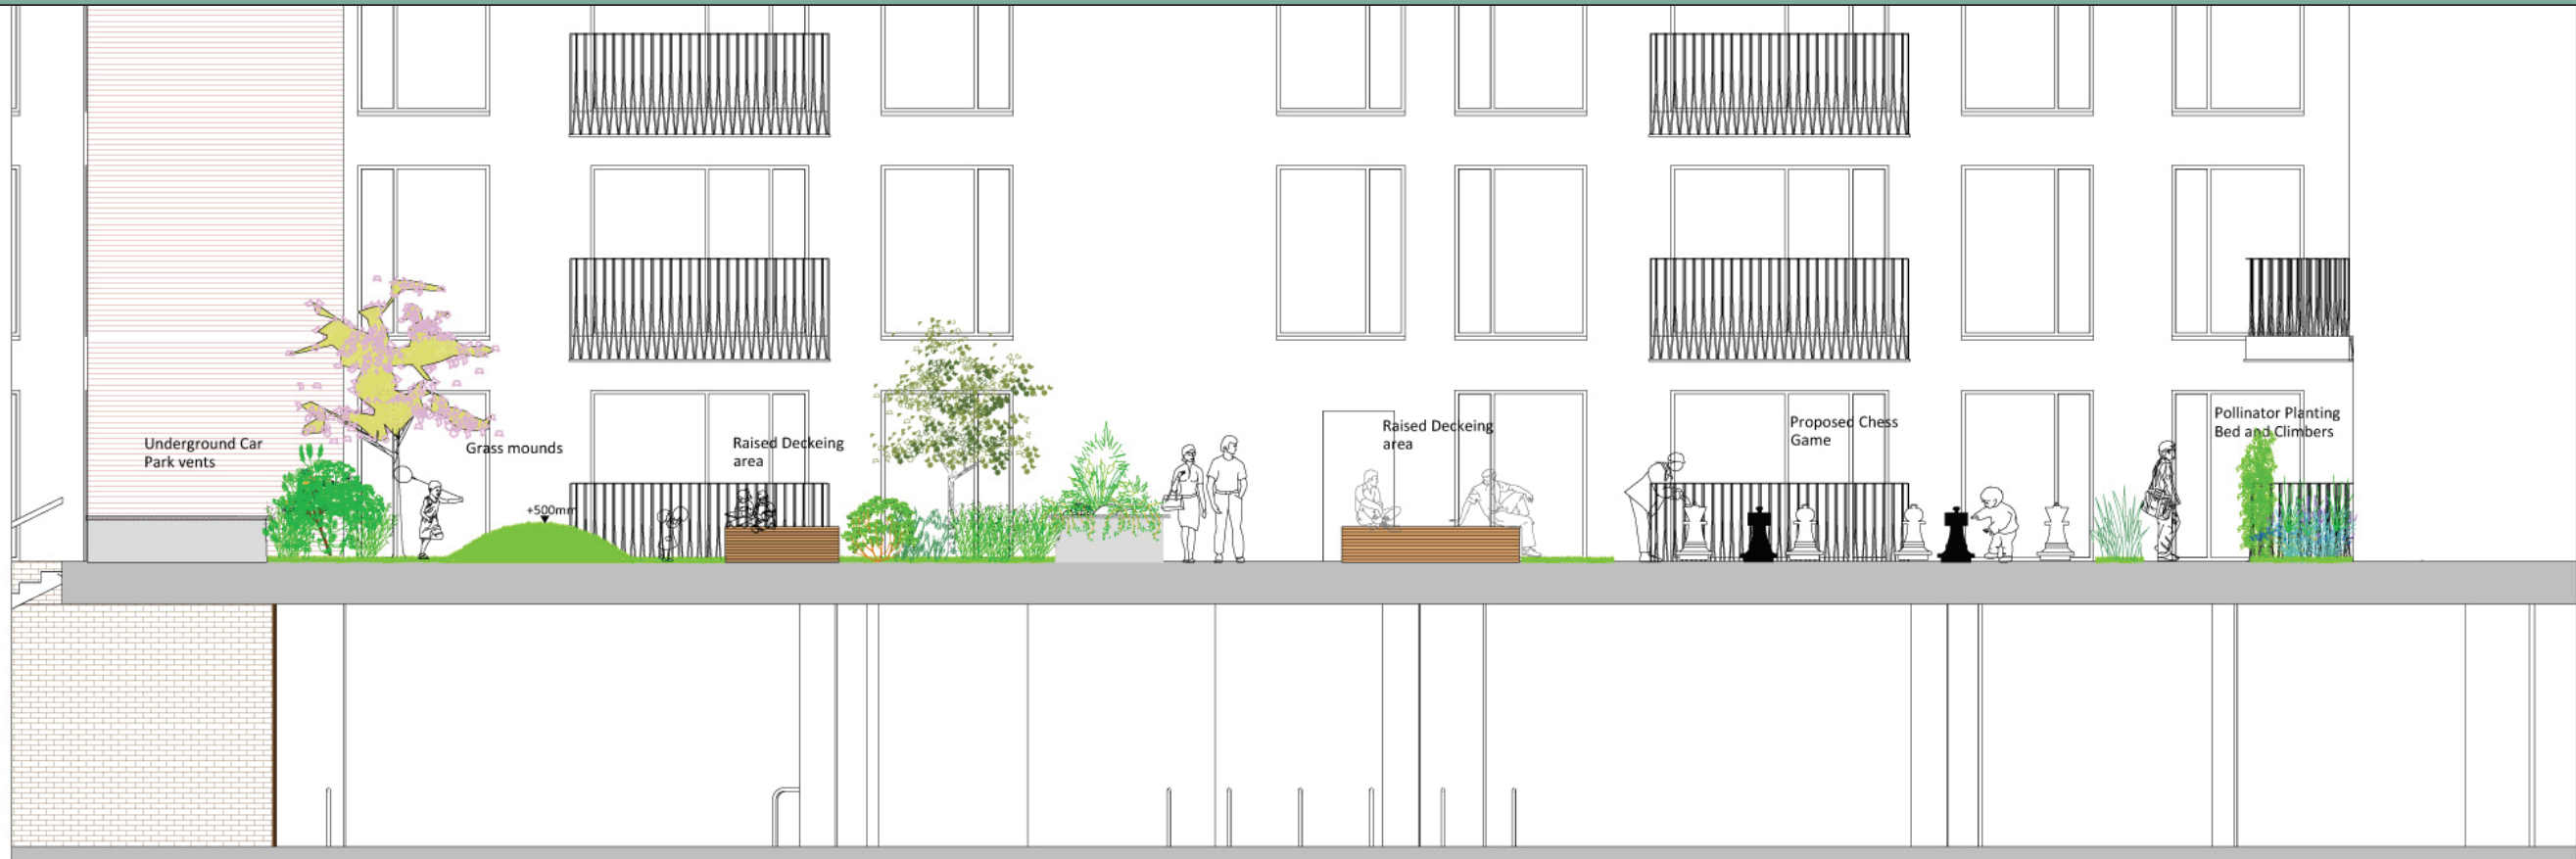 Underground Car
Park vents
Grass mounds
+500mm
Raised Deckeing
area
Raised Deckeing
area
Proposed Chess
Game
Pollinator Planting
Bed and Climbers